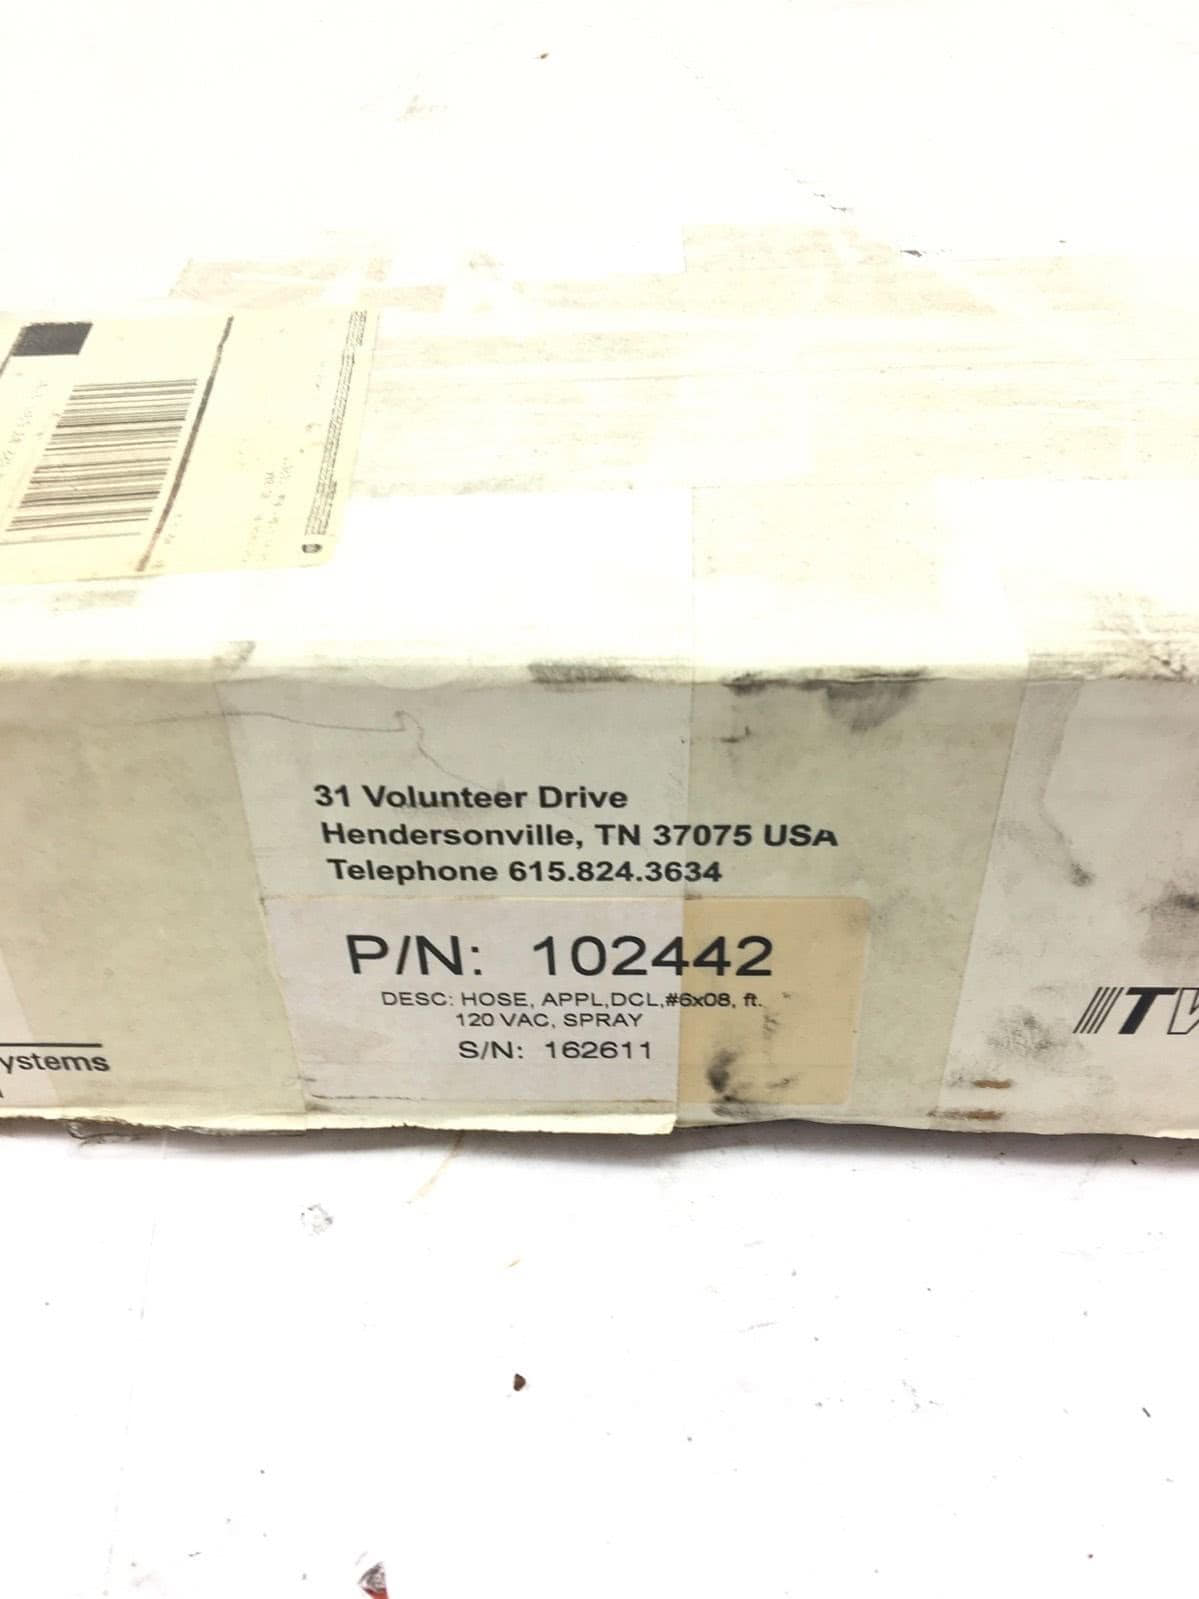 31 Volunteer Drive
Hendersonville, TN 37075 USA
Telephone 615.824.3634
P/N: 102442
DESC: HOSE, APPL,DCL,#6x08, ft.
120 VAC, SPRAY
S/N: 162611
ystems
ITW